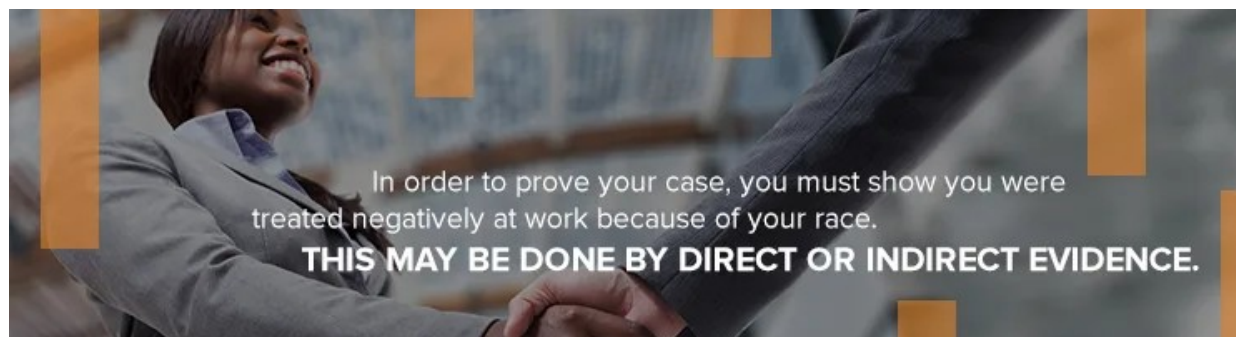 In order to prove your case, you must show you were
treated negatively at work because of your race.
THIS MAY BE DONE BY DIRECT OR INDIRECT EVIDENCE.